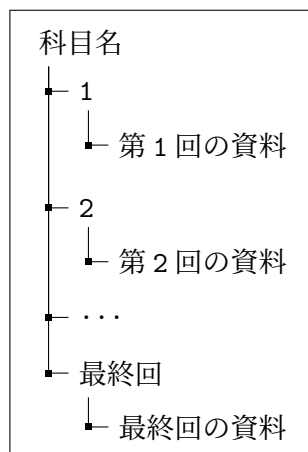 科目名
1
第1回の資料
2
第2回の資料
...
最終回
最終回の資料